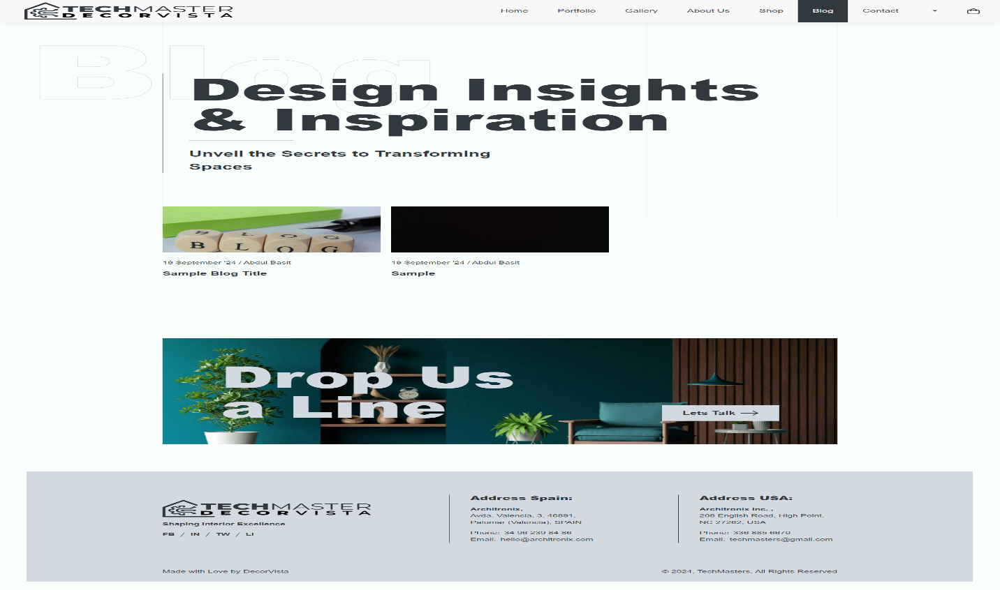 TECHMASTER
DECORVISTA
Home Portfolio Gallery About Us Shop Blog Contact
Blog
Design Insights
& Inspiration
Unveil the Secrets to Transforming
Spaces
B L O G
B L O G
19 September '24 / Abdul Basit
Sample Blog Title
19 September '24 / Abdul Basit
Sample
Drop Us
a Line
Lets Talk
TECHMASTER
DECORVISTA
Shaping Interior Excellence
FB / IN / TW / LI
Address Spain:
Architronix,
Avda. Valencia, 3, 46891,
Palomar (Valencia), SPAIN
Phone: 34 96 239 84 86
Email: hello@architronix.com
Address USA:
Architronix Inc. ,
208 English Road, High Point,
NC 27262, USA
Phone: 336 885 6670
Email: techmasters@gmail.com
Made with Love by DecorVista
© 2024, TechMasters, All Rights Reserved